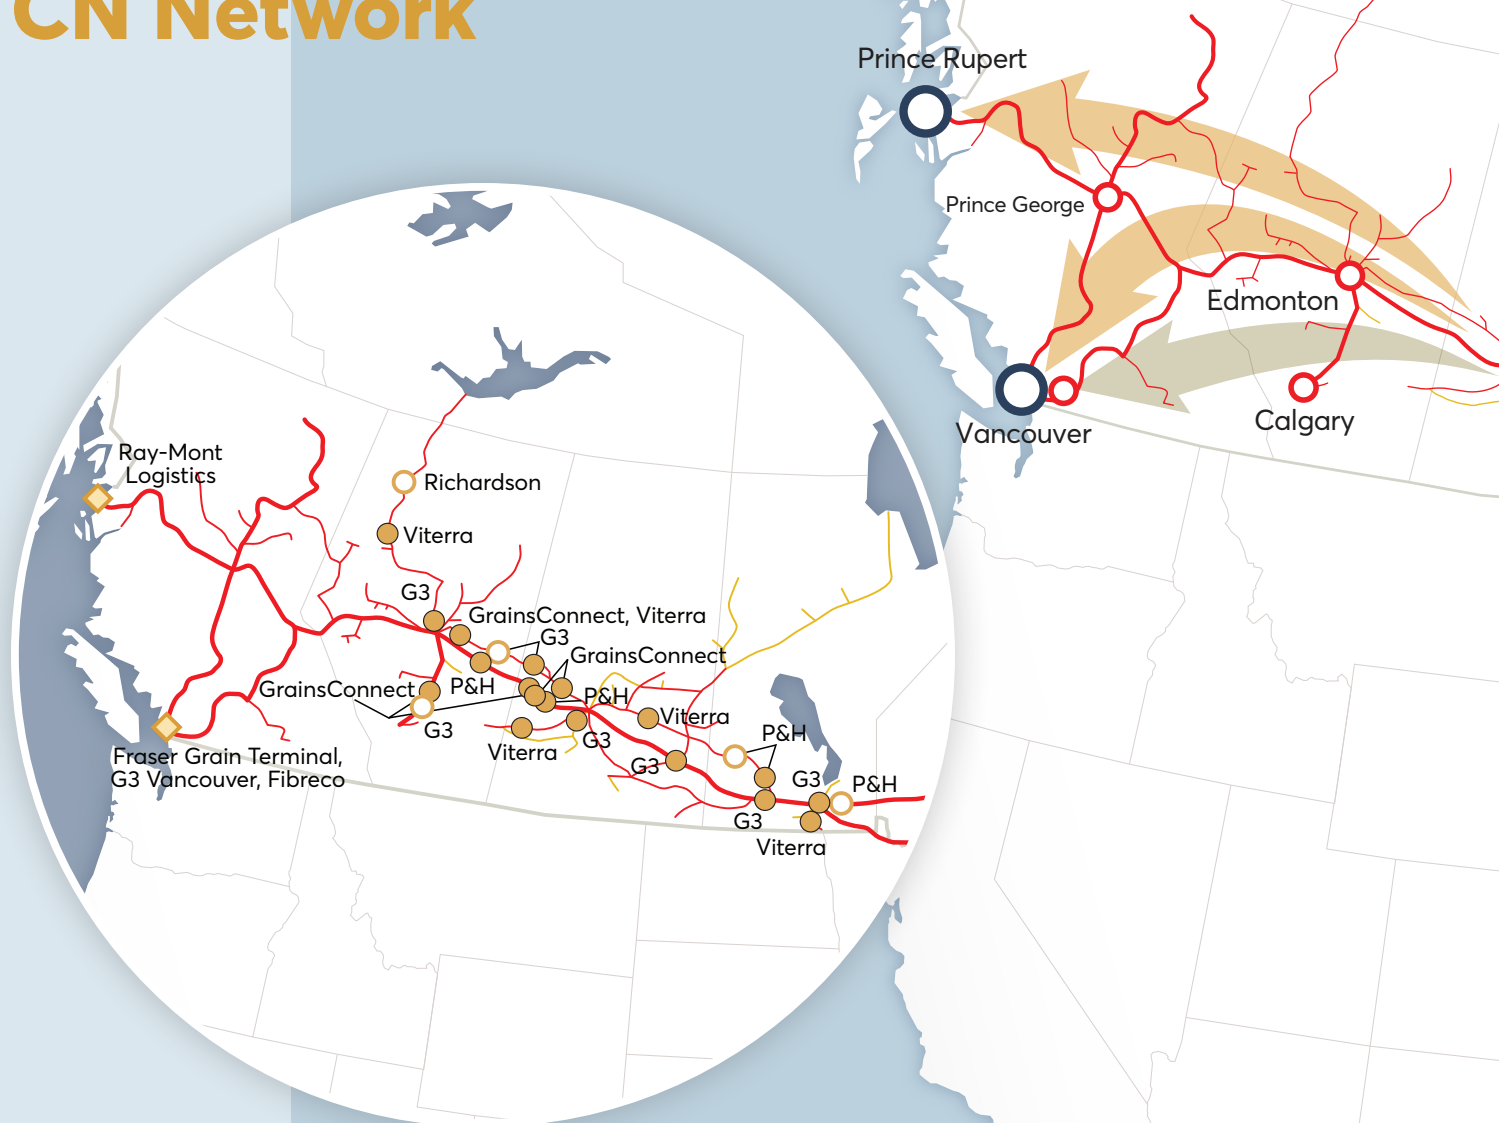 CN Network
Prince Rupert
Prince George
Edmonton
Vancouver
Calgary
Ray-Mont
Logistics
Richardson
Viterra
G3
GrainsConnect, Viterra
G3
GrainsConnect
GrainsConnect
P&H
P&H
G3
Viterra
Viterra
G3
P&H
Fraser Grain Terminal,
G3 Vancouver, Fibreco
G3
G3
P&H
G3
Viterra